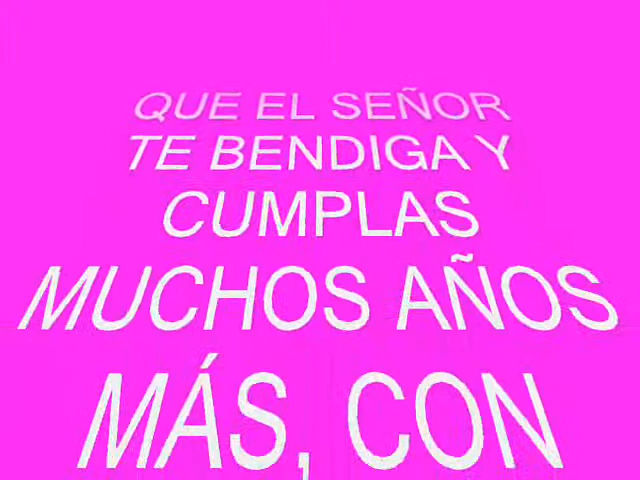 QUE EL SEÑOR
TE BENDIGA Y
CUMPLAS
MUCHOS AÑOS
MÁS, CON